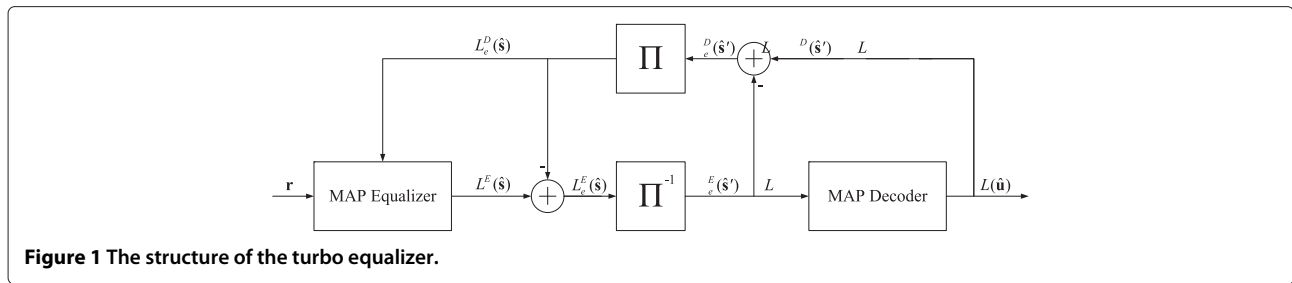 L_e^D(ŝ) Π _e^D(ŝ′) L ^D(ŝ′) L
+
-
r MAP Equalizer L^E(ŝ) + L_e^E(ŝ) Π^-1 _e^E(ŝ′) L MAP Decoder L(û)
-
Figure 1 The structure of the turbo equalizer.